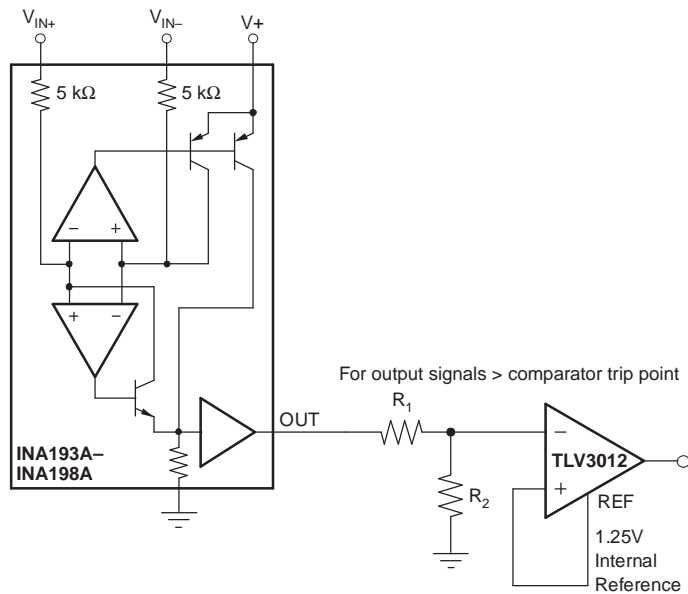 V_IN+ V_IN– V+
5 kΩ 5 kΩ
– +
+ –
For output signals > comparator trip point
R_1
OUT
INA193A–
INA198A
–
TLV3012
+
R_2
REF
1.25V
Internal
Reference